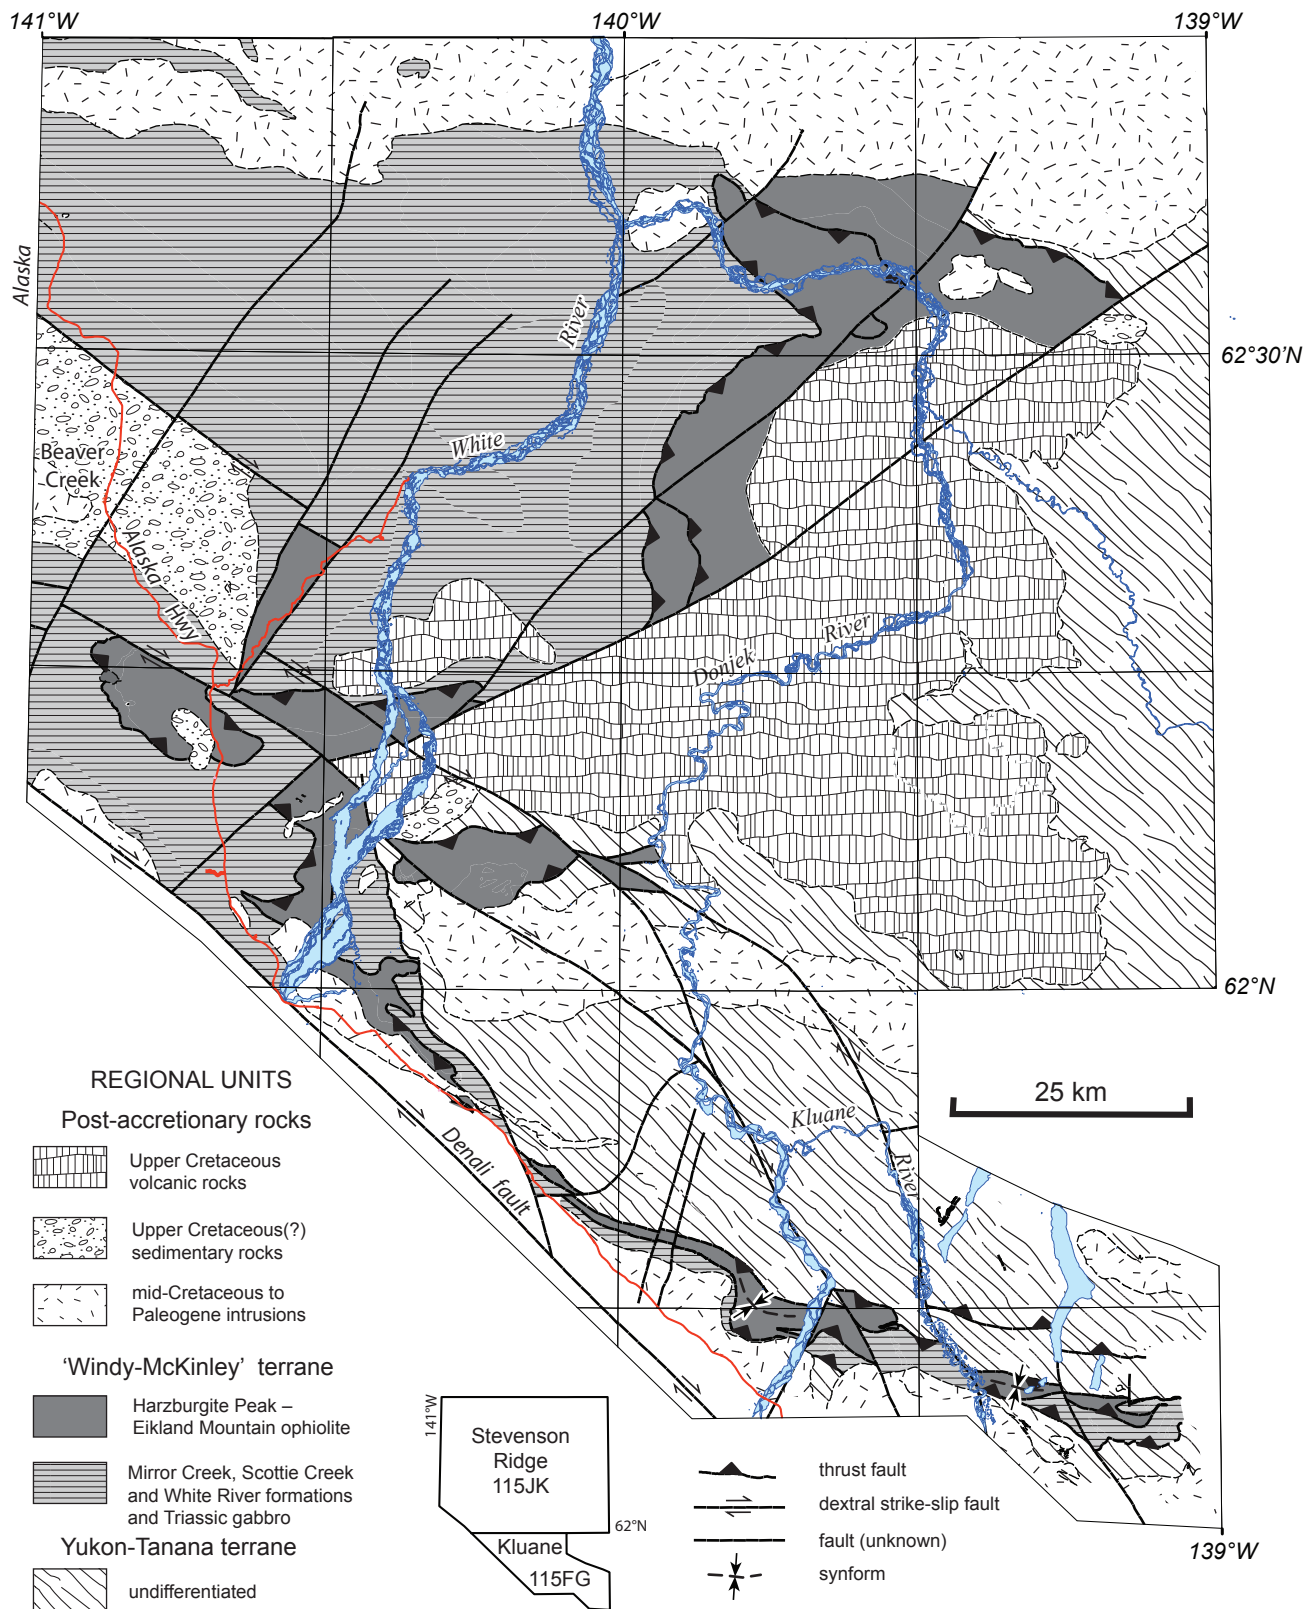 141°W
140°W
139°W
Alaska
River
62°30'N
White
Beaver
Creek
Alaska
Hwy
River
Donjek
62°N
25 km
Kluane
River
Denali fault
REGIONAL UNITS
Post-accretionary rocks
Upper Cretaceous
volcanic rocks
Upper Cretaceous(?)
sedimentary rocks
mid-Cretaceous to
Paleogene intrusions
‘Windy-McKinley’ terrane
Harzburgite Peak –
Eikland Mountain ophiolite
Mirror Creek, Scottie Creek
and White River formations
and Triassic gabbro
Yukon-Tanana terrane
undifferentiated
141°W
Stevenson
Ridge
115JK
62°N
Kluane
115FG
thrust fault
dextral strike-slip fault
fault (unknown)
synform
139°W